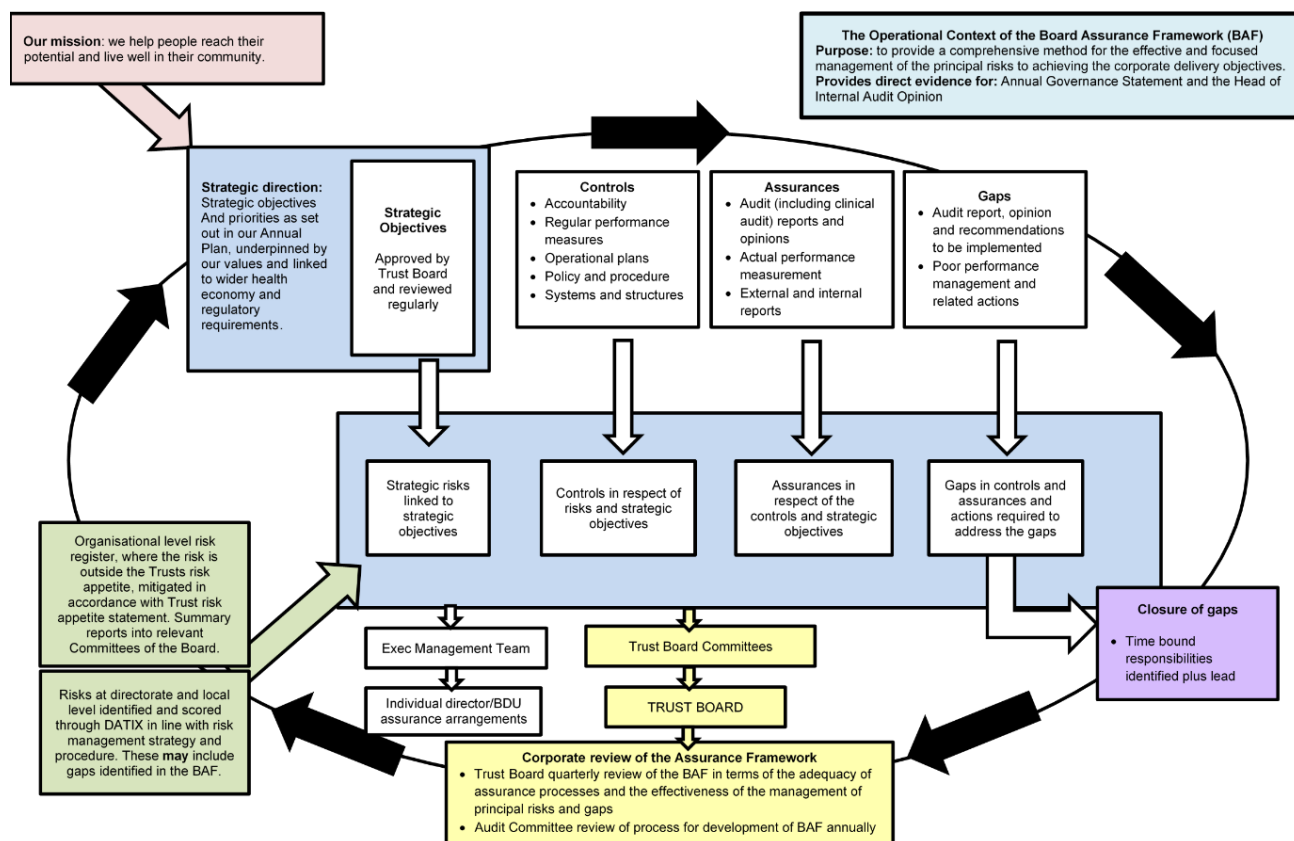 Our mission: we help people reach their
potential and live well in their community.
The Operational Context of the Board Assurance Framework (BAF)
Purpose: to provide a comprehensive method for the effective and focused
management of the principal risks to achieving the corporate delivery objectives.
Provides direct evidence for: Annual Governance Statement and the Head of
Internal Audit Opinion
Strategic direction:
Strategic objectives
And priorities as set
out in our Annual
Plan, underpinned by
our values and linked
to wider health
economy and
regulatory
requirements.
Strategic
Objectives
Approved by
Trust Board
and reviewed
regularly
Controls
• Accountability
• Regular performance
measures
• Operational plans
• Policy and procedure
• Systems and structures
Assurances
• Audit (including clinical
audit) reports and
opinions
• Actual performance
measurement
• External and internal
reports
Gaps
• Audit report, opinion
and recommendations
to be implemented
• Poor performance
management and
related actions
Strategic risks
linked to
strategic
objectives
Controls in respect of
risks and strategic
objectives
Assurances in
respect of the
controls and strategic
objectives
Gaps in controls and
assurances and
actions required to
address the gaps
Organisational level risk
register, where the risk is
outside the Trusts risk
appetite, mitigated in
accordance with Trust risk
appetite statement. Summary
reports into relevant
Committees of the Board.
Risks at directorate and local
level identified and scored
through DATIX in line with risk
management strategy and
procedure. These may include
gaps identified in the BAF.
Exec Management Team
Individual director/BDU
assurance arrangements
Trust Board Committees
TRUST BOARD
Closure of gaps
• Time bound
responsibilities
identified plus lead
Corporate review of the Assurance Framework
• Trust Board quarterly review of the BAF in terms of the adequacy of
assurance processes and the effectiveness of the management of
principal risks and gaps
• Audit Committee review of process for development of BAF annually